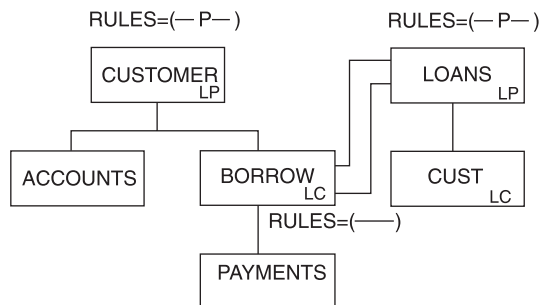 RULES=(— P— )
RULES=(— P— )
CUSTOMER
LP
LOANS
LP
ACCOUNTS
BORROW
LC
CUST
LC
RULES=(——)
PAYMENTS